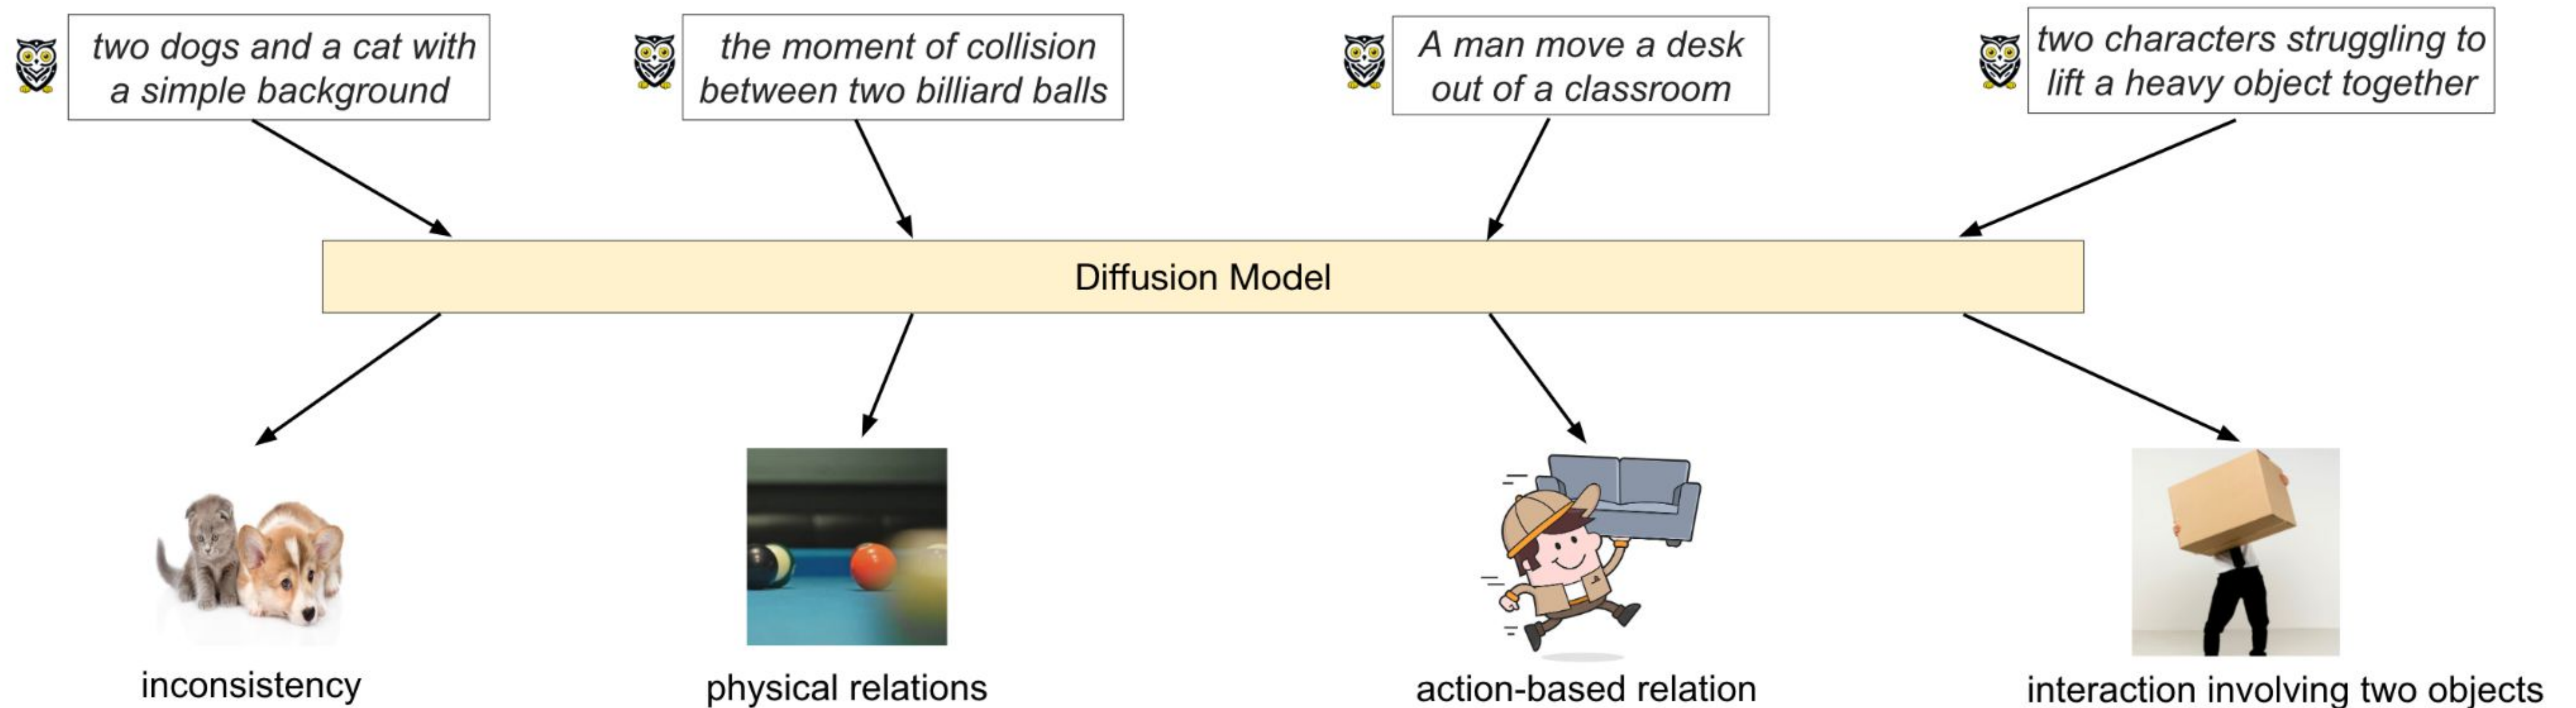 two dogs and a cat with
a simple background
the moment of collision
between two billiard balls
A man move a desk
out of a classroom
two characters struggling to
lift a heavy object together
Diffusion Model
inconsistency
physical relations
action-based relation
interaction involving two objects